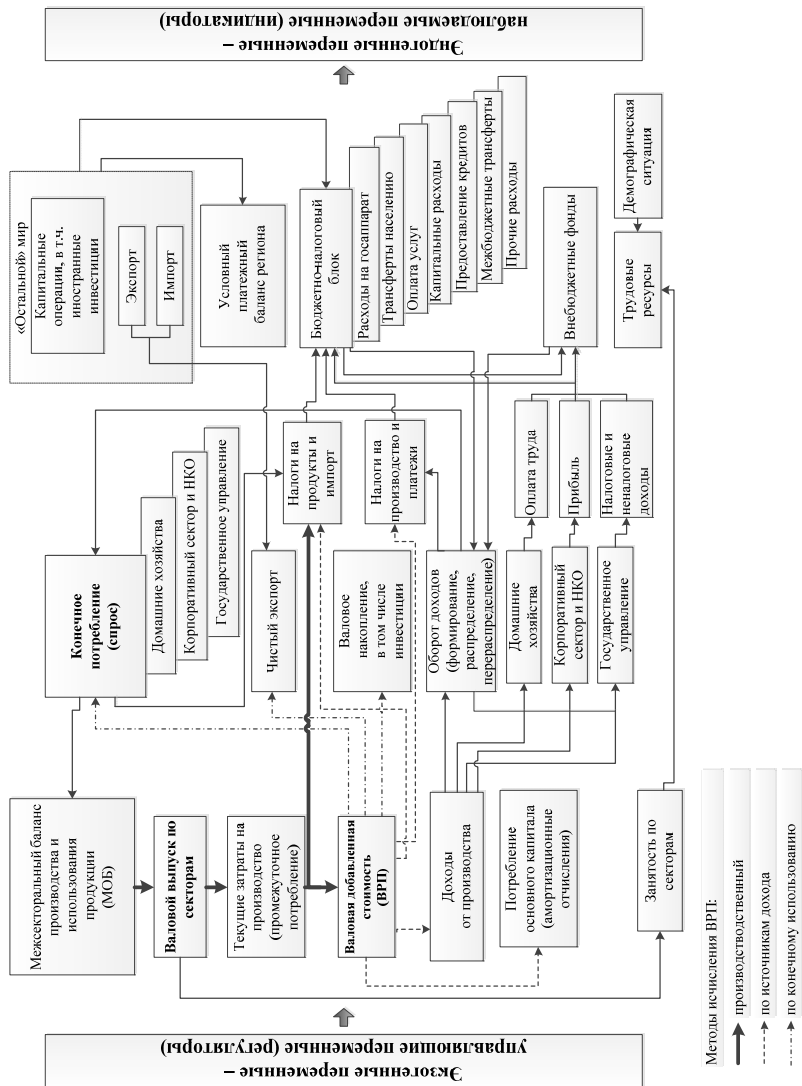 Экзогенные переменные –
управляющие переменные (регуляторы)
Межсекторальный баланс
производства и
использования
продукции
(МОБ)
Валовой выпуск по
секторам
Текущие затраты на
производство
(промежуточное
потребление)
Валовая добавленная
стоимость
(ВРП)
Доходы
от производства
Потребление
основного капитала
(амортизационные
отчисления)
Занятость по
секторам
Конечное
потребление
(спрос)
Домашние хозяйства
Корпоративный сектор и НКО
Государственное управление
Чистый экспорт
Налоги на
продукты и
импорт
Валовое
накопление,
в том числе
инвестиции
Налоги на
производство и
платежи
Оборот доходов
(формирование,
распределение,
перераспределение)
Домашние
хозяйства
Корпоративный
сектор и НКО
Государственное
управление
Оплата труда
Прибыль
Налоговые и
неналоговые
доходы
«Остальной» мир
Капитальные
операции, в т.ч.
иностранные
инвестиции
Экспорт
Импорт
Условный
платежный
баланс региона
Бюджетно-налоговый
блок
Расходы на госаппарат
Трансферты населению
Оплата услуг
Капитальные расходы
Предоставление кредитов
Межбюджетные трансферты
Прочие расходы
Внебюджетные фонды
Трудовые
ресурсы
Демографическая
ситуация
Эндогенные переменные –
наблюдаемые переменные (индикаторы)
Методы исчисления ВРП:
производстводственный
по источникам дохода
по конечному использованию